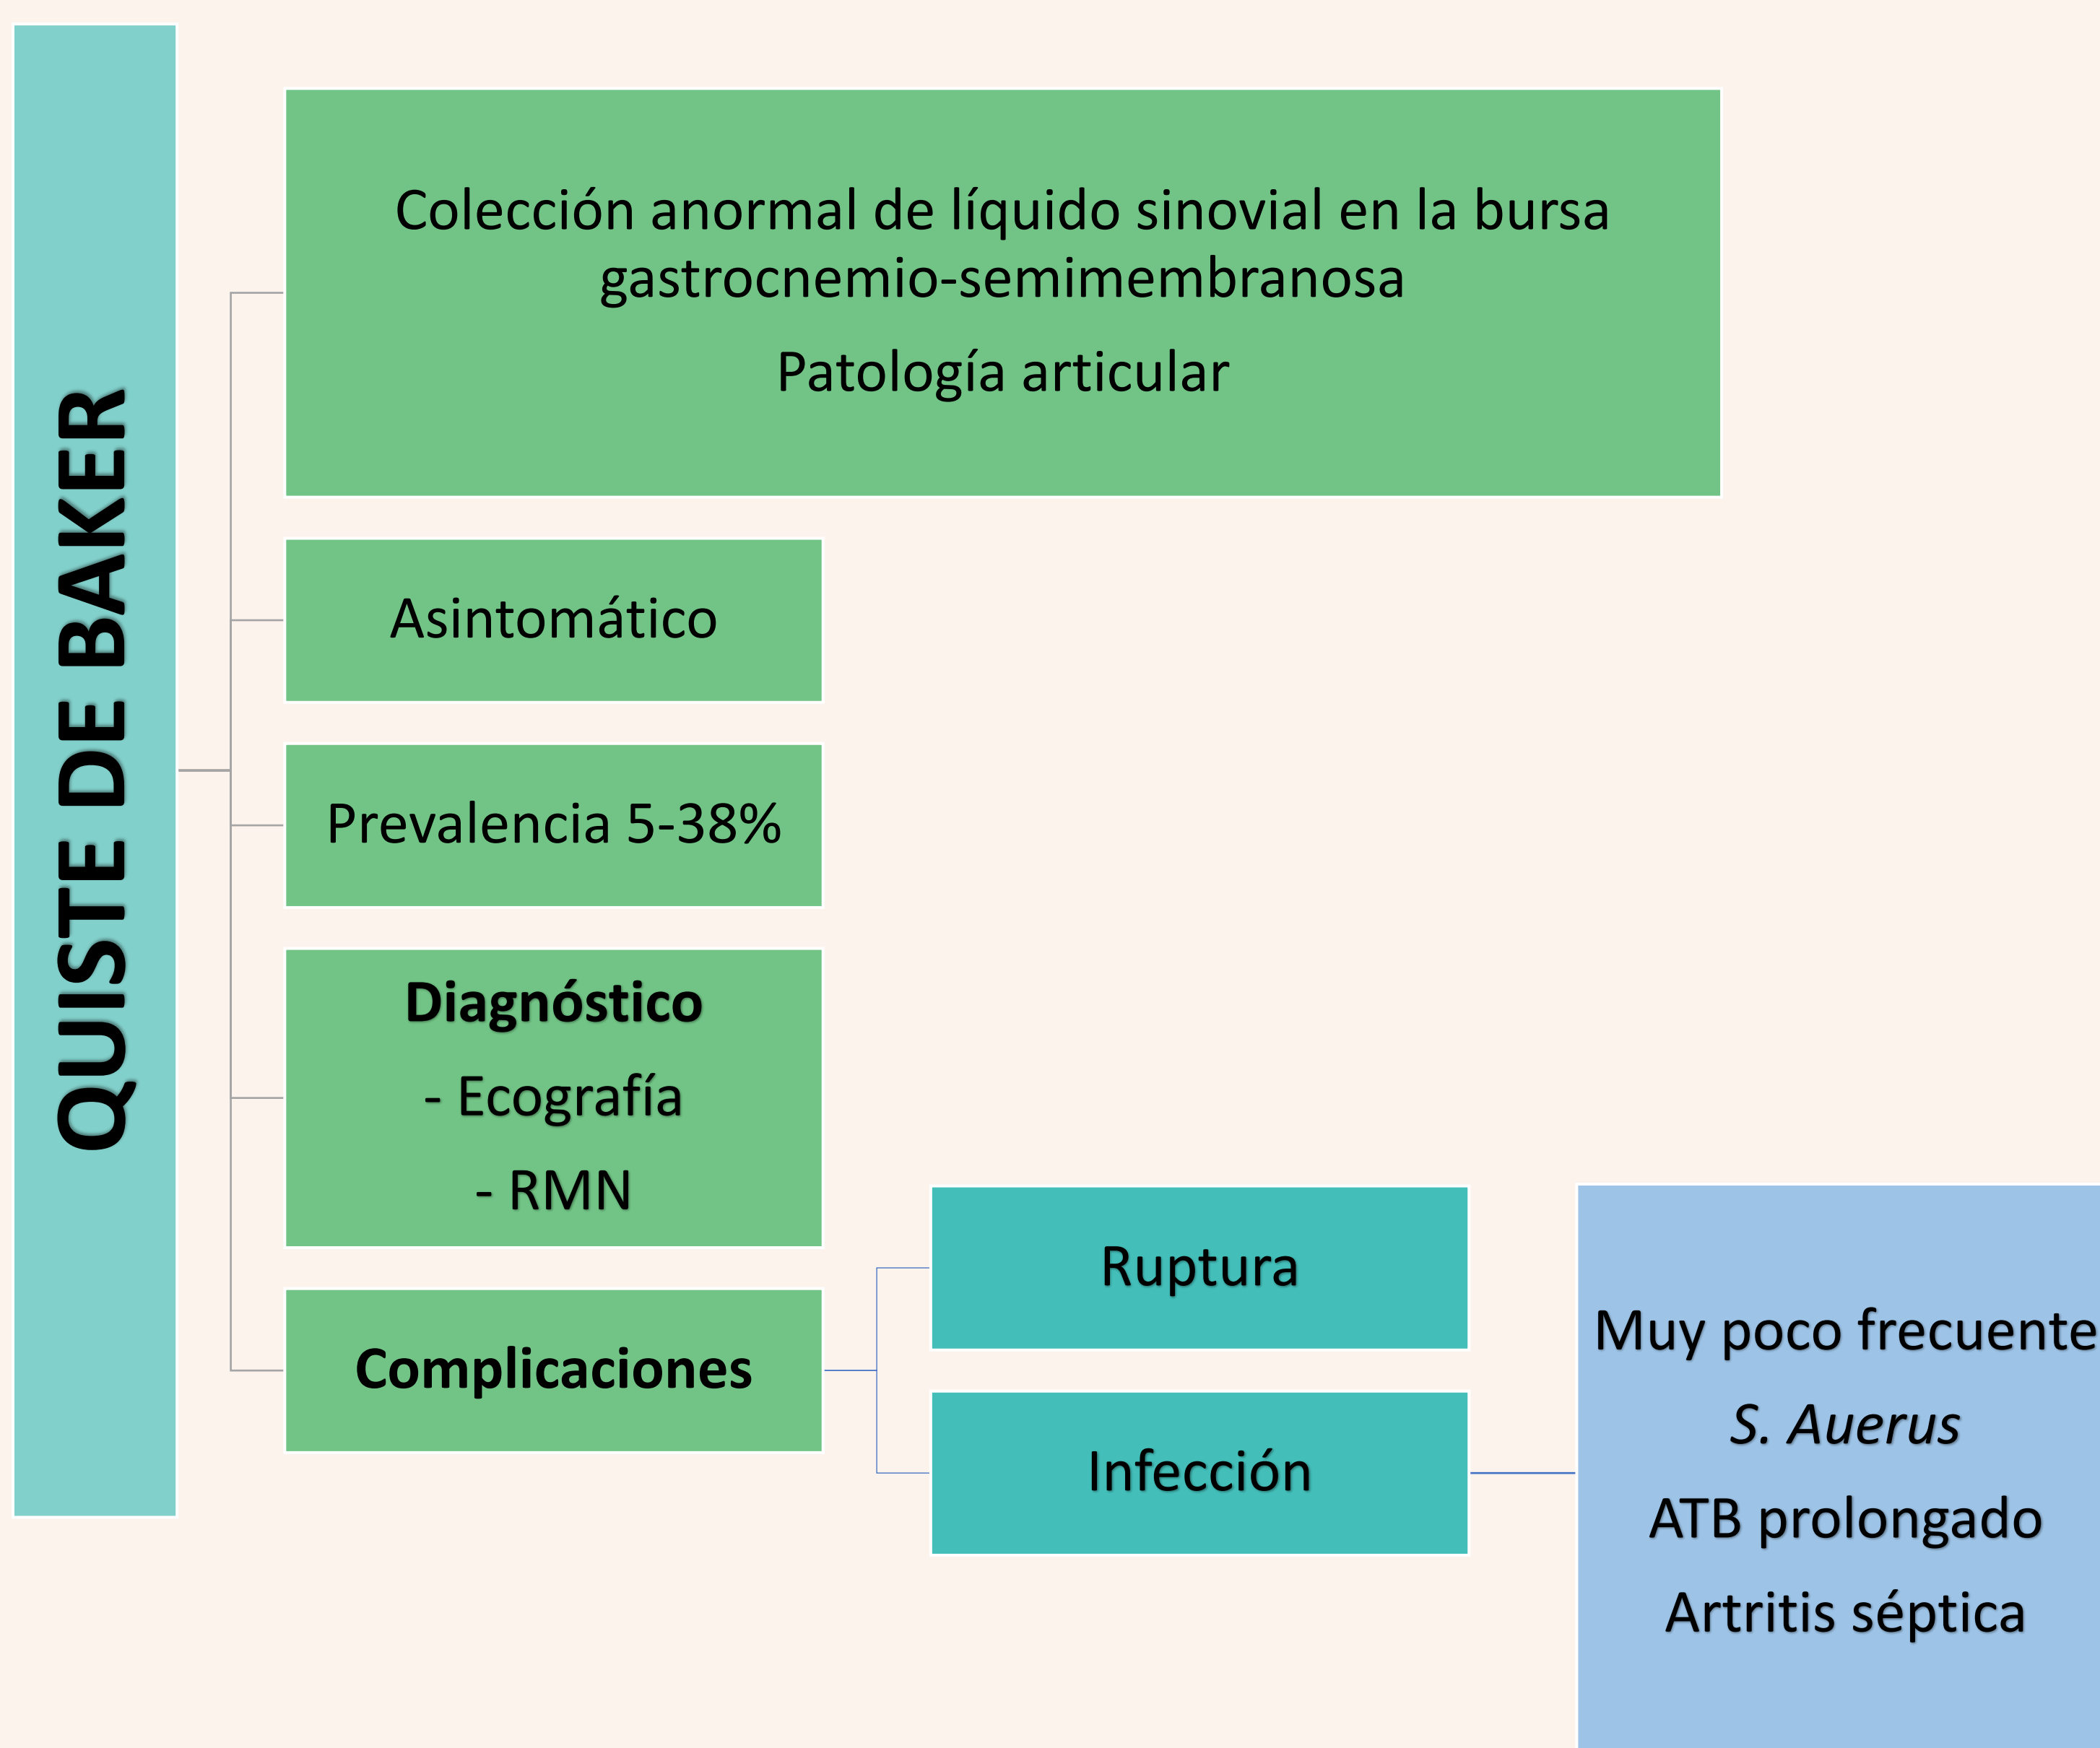 QUISTE DE BAKER
Colección anormal de líquido sinovial en la bursa
gastrocnemio-semimembranosa
Patología articular
Asintomático
Prevalencia 5-38%
Diagnóstico
- Ecografía
- RMN
Complicaciones
Ruptura
Infección
Muy poco frecuente
S. Auerus
ATB prolongado
Artritis séptica